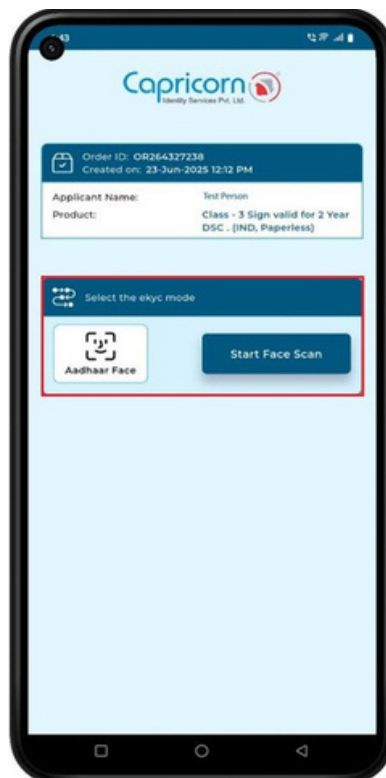 :43
Capricorn
Identity Services Pvt. Ltd.
Order ID: OR264327238
Created on: 23-Jun-2025 12:12 PM
Applicant Name: Test Person
Product: Class - 3 Sign valid for 2 Year
DSC . (IND, Paperless)
Select the ekyc mode
Aadhaar Face
Start Face Scan